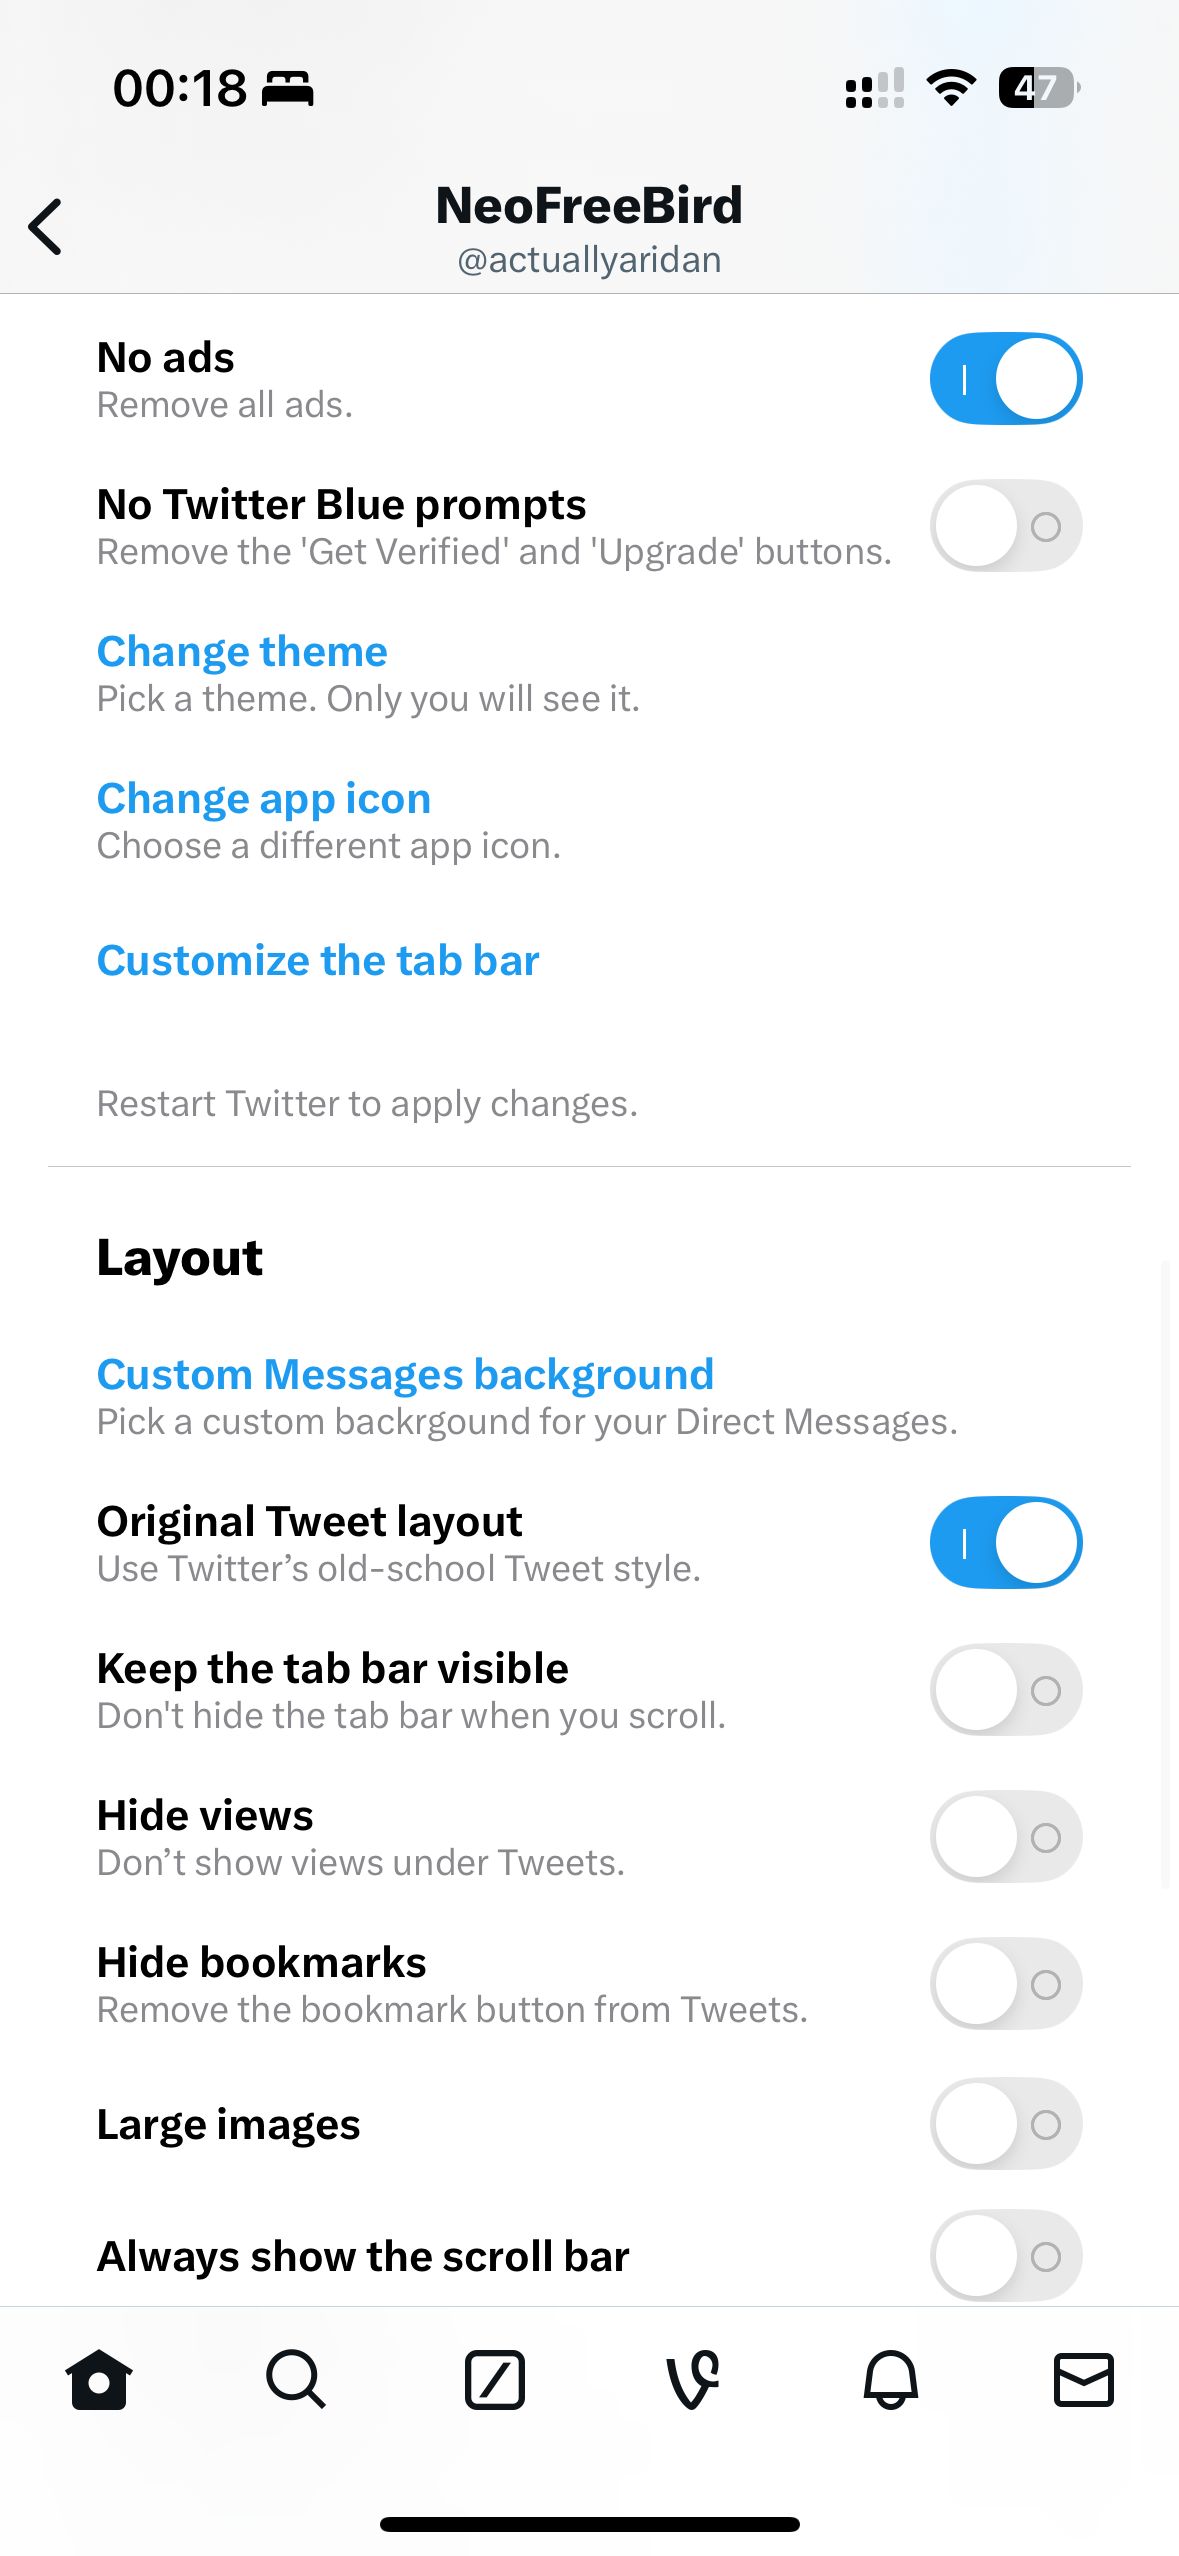 00:18
47
NeoFreeBird
@actuallyaridan
No ads
Remove all ads.
No Twitter Blue prompts
Remove the 'Get Verified' and 'Upgrade' buttons.
Change theme
Pick a theme. Only you will see it.
Change app icon
Choose a different app icon.
Customize the tab bar
Restart Twitter to apply changes.
Layout
Custom Messages background
Pick a custom backrgound for your Direct Messages.
Original Tweet layout
Use Twitter’s old-school Tweet style.
Keep the tab bar visible
Don't hide the tab bar when you scroll.
Hide views
Don’t show views under Tweets.
Hide bookmarks
Remove the bookmark button from Tweets.
Large images
Always show the scroll bar